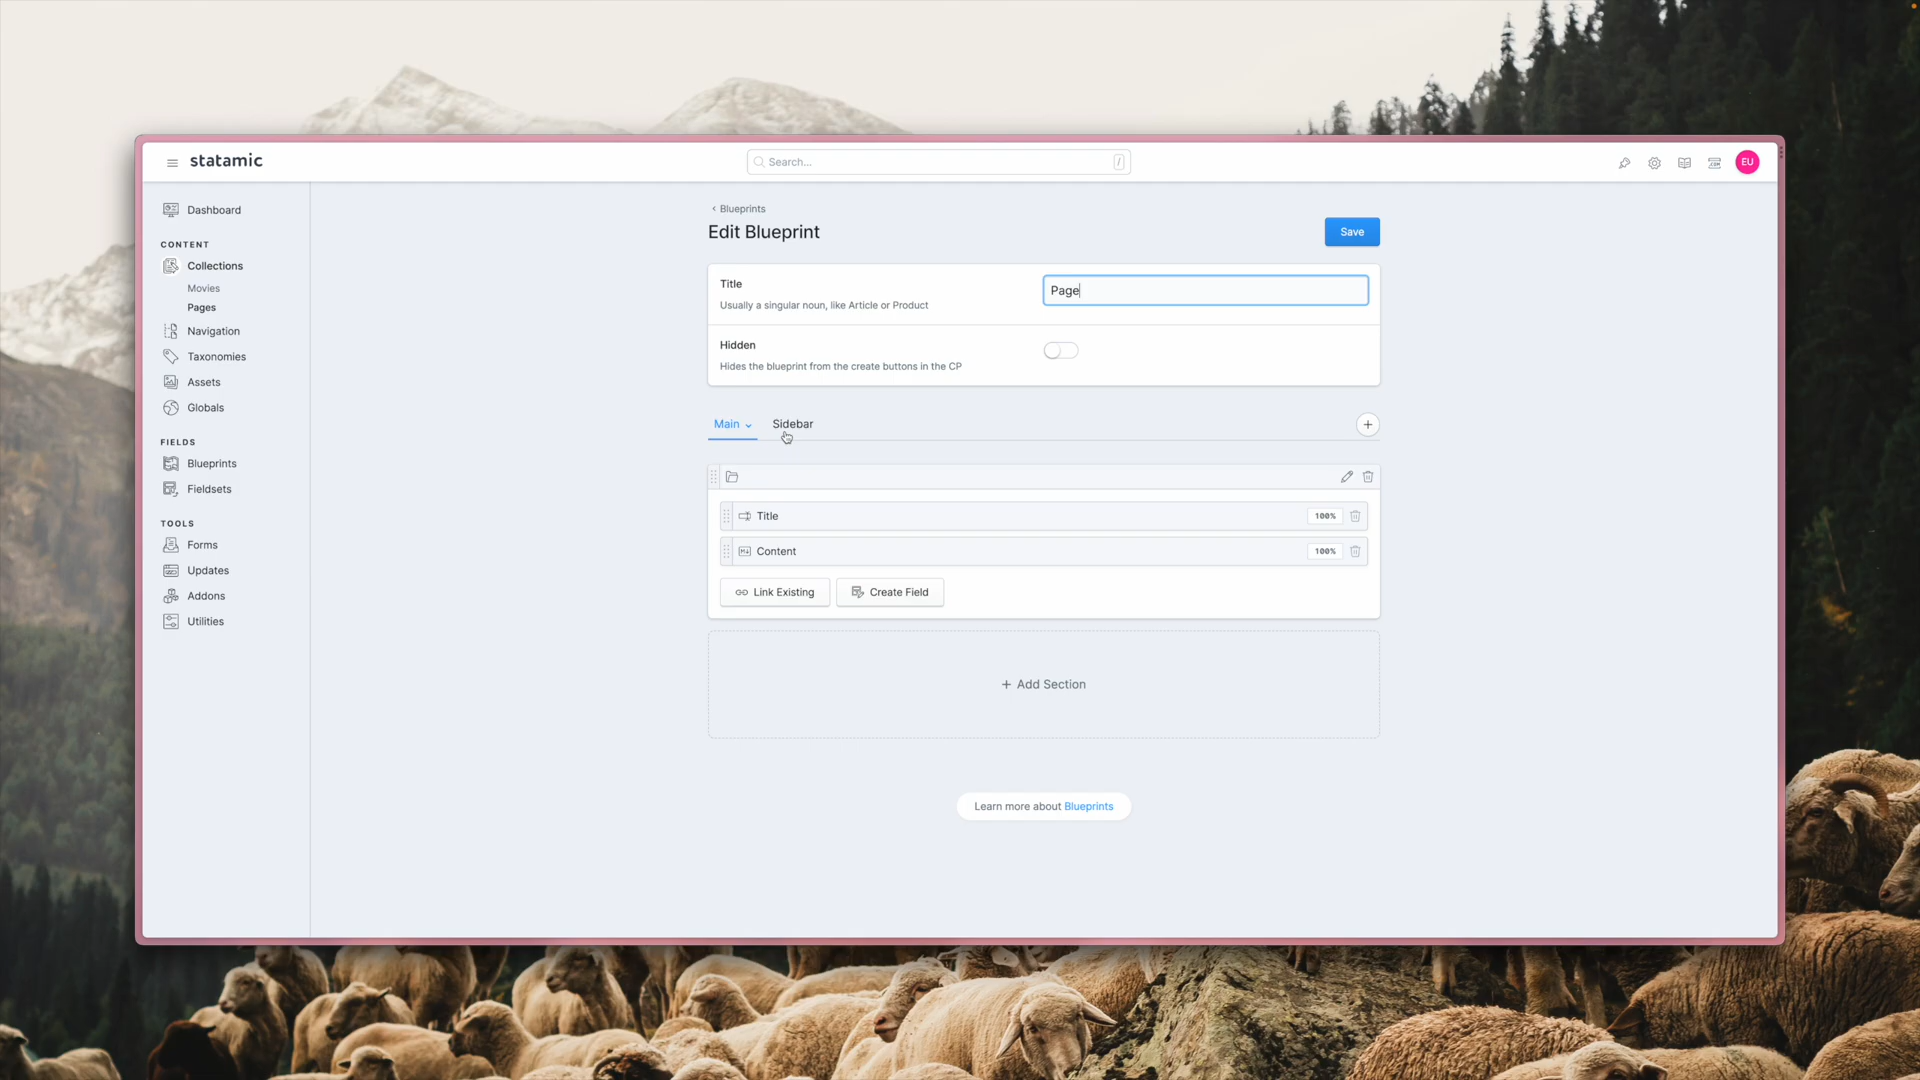 statamic
Search...
/
EU
Dashboard
CONTENT
Collections
Movies
Pages
Navigation
Taxonomies
Assets
Globals
FIELDS
Blueprints
Fieldsets
TOOLS
Forms
Updates
Addons
Utilities
‹ Blueprints
Edit Blueprint
Save
Title
Usually a singular noun, like Article or Product
Page
Hidden
Hides the blueprint from the create buttons in the CP
Main
Sidebar
Title
100%
Content
100%
Link Existing
Create Field
+ Add Section
Learn more about Blueprints